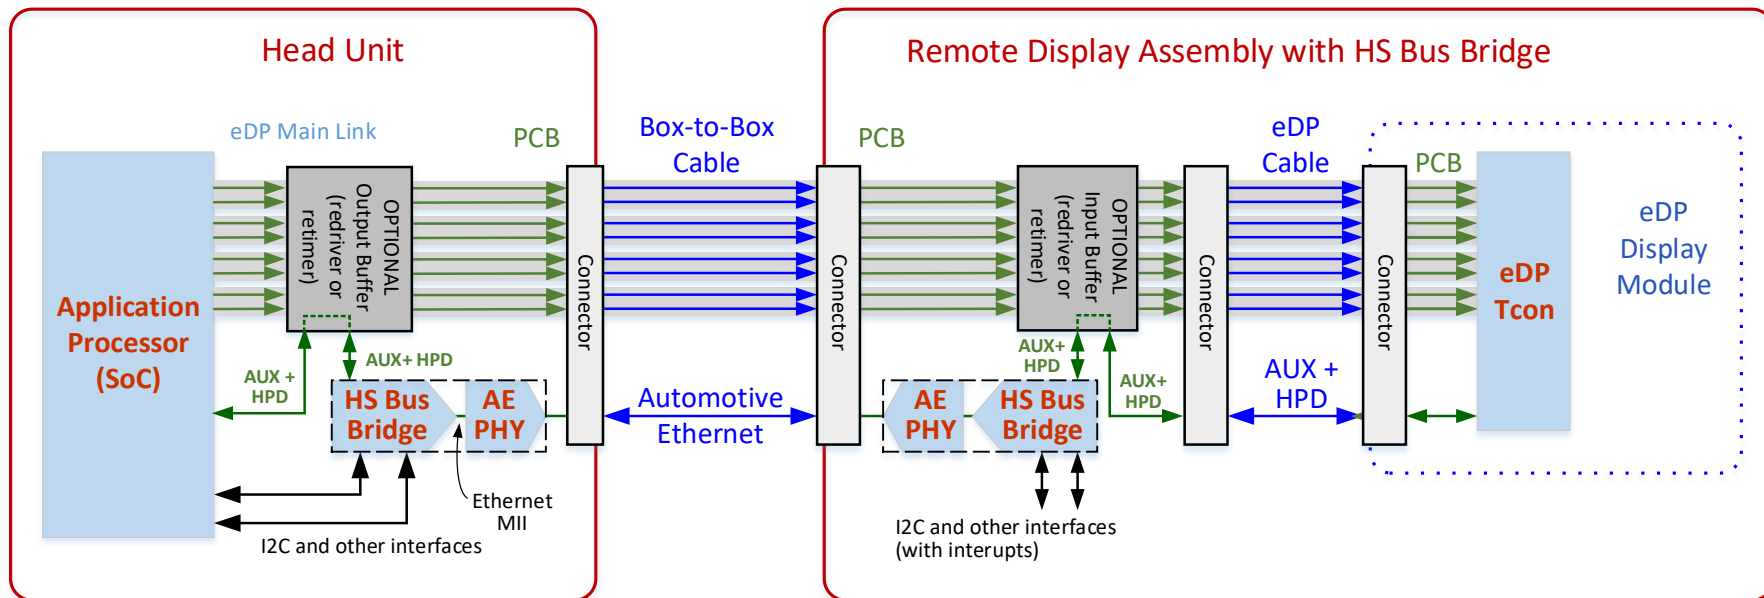 Head Unit
Remote Display Assembly with HS Bus Bridge
eDP Main Link
PCB
Box-to-Box
Cable
PCB
eDP
Cable
PCB
Application
Processor
(SoC)
OPTIONAL
Output Buffer
(redriver or
retimer)
Connector
Connector
OPTIONAL
Input Buffer
(redriver or
retimer)
Connector
Connector
eDP
Tcon
eDP
Display
Module
AUX +
HPD
AUX+ HPD
HS Bus
Bridge
AE
PHY
Automotive
Ethernet
AE
PHY
HS Bus
Bridge
AUX+
HPD
AUX+
HPD
AUX +
HPD
Ethernet
MII
I2C and other interfaces
I2C and other interfaces
(with interupts)